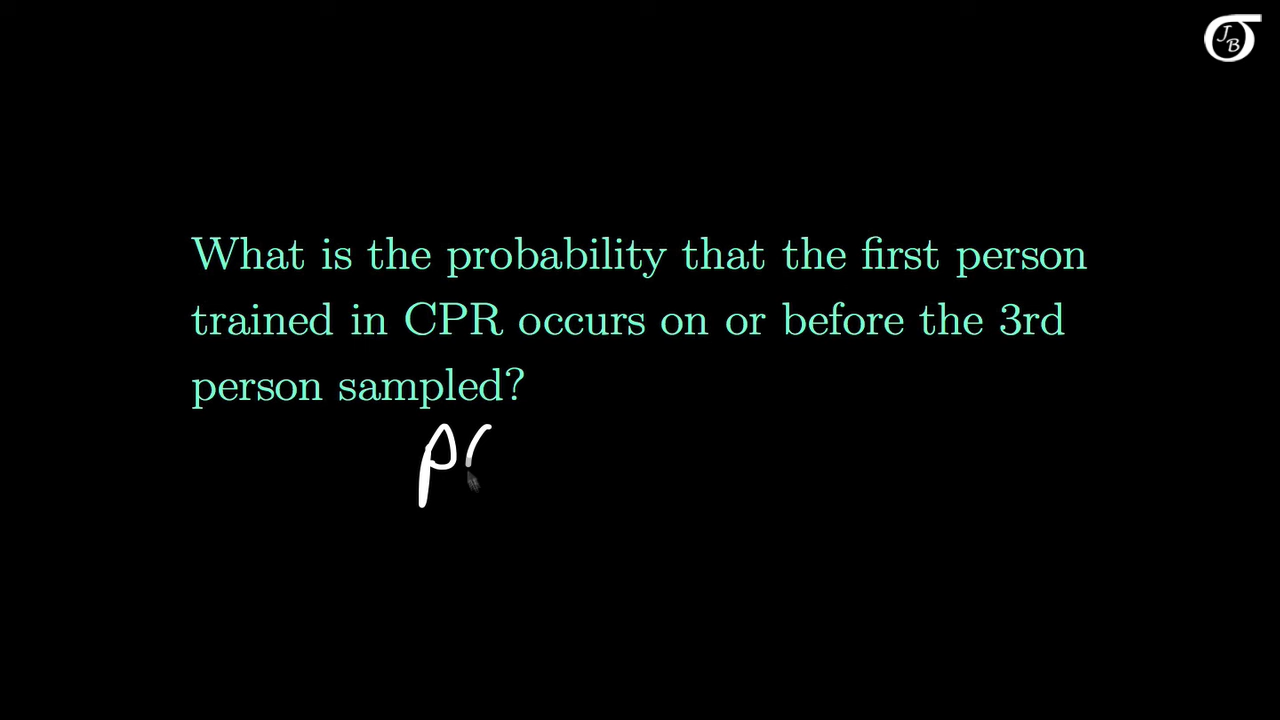 JB
What is the probability that the first person
trained in CPR occurs on or before the 3rd
person sampled?
P(